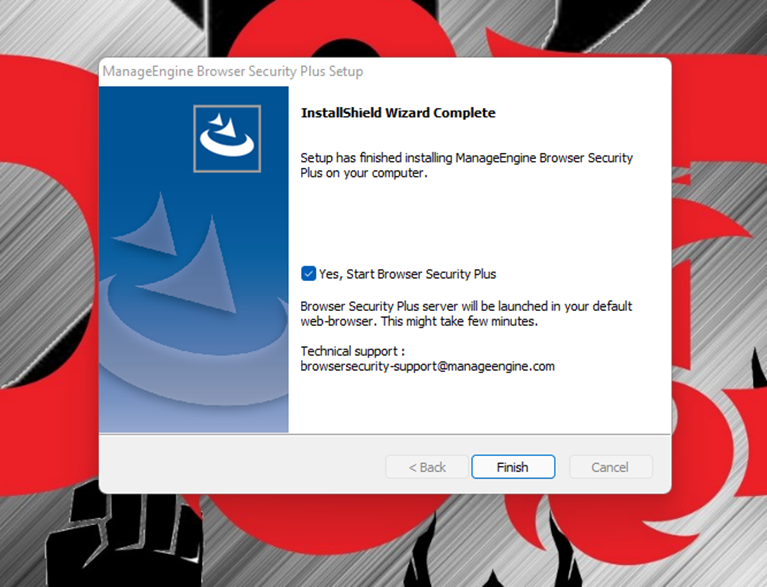 ManageEngine Browser Security Plus Setup
InstallShield Wizard Complete
Setup has finished installing ManageEngine Browser Security
Plus on your computer.
Yes, Start Browser Security Plus
Browser Security Plus server will be launched in your default
web-browser. This might take few minutes.
Technical support :
browsersecurity-support@manageengine.com
< Back
Finish
Cancel